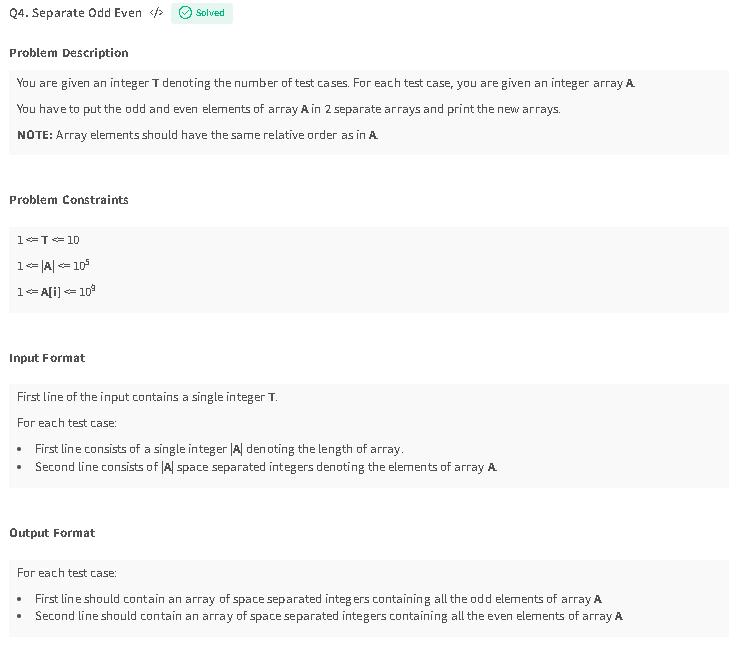 Q4. Separate Odd Even </> Solved
Problem Description
You are given an integer T denoting the number of test cases. For each test case, you are given an integer array A.
You have to put the odd and even elements of array A in 2 separate arrays and print the new arrays.
NOTE: Array elements should have the same relative order as in A.
Problem Constraints
1 <= T <= 10
1 <= |A| <= 10⁵
1 <= A[i] <= 10⁹
Input Format
First line of the input contains a single integer T.
For each test case:
• First line consists of a single integer |A| denoting the length of array.
• Second line consists of |A| space separated integers denoting the elements of array A.
Output Format
For each test case:
• First line should contain an array of space separated integers containing all the odd elements of array A
• Second line should contain an array of space separated integers containing all the even elements of array A